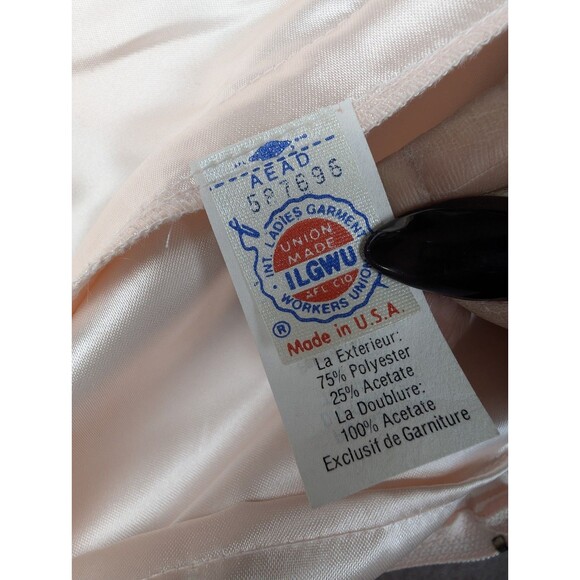 AEAD
587696
INT. LADIES GARMENT
UNION
MADE
ILGWU
AFL CIO
WORKERS UNION
®
Made in U.S.A.
La Exterieur:
75% Polyester
25% Acetate
La Doublure:
100% Acetate
Exclusif de Garniture